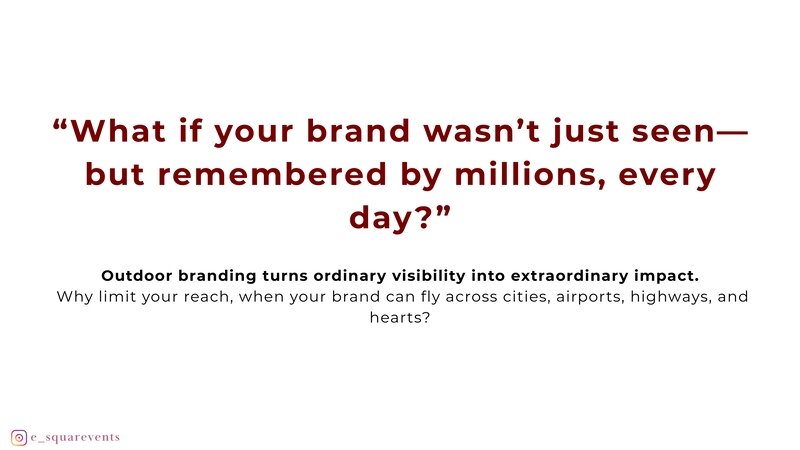 “What if your brand wasn’t just seen—
but remembered by millions, every
day?”
Outdoor branding turns ordinary visibility into extraordinary impact.
Why limit your reach, when your brand can fly across cities, airports, highways, and
hearts?
e_squarevents